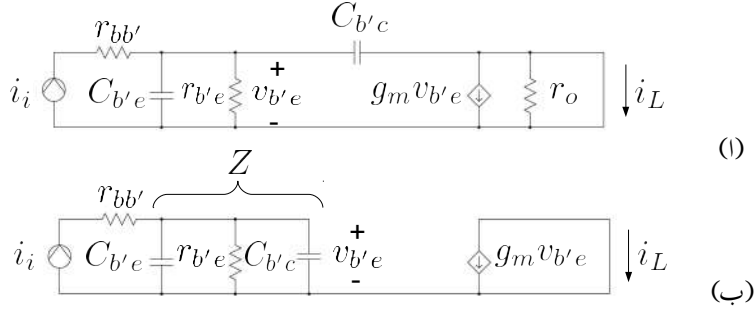 C_{b'c}
r_{bb'}
i_i C_{b'e} r_{b'e} + v_{b'e} - g_m v_{b'e} r_o i_L
(ا)
Z
r_{bb'}
i_i C_{b'e} r_{b'e} C_{b'c} + v_{b'e} - g_m v_{b'e} i_L
(ب)